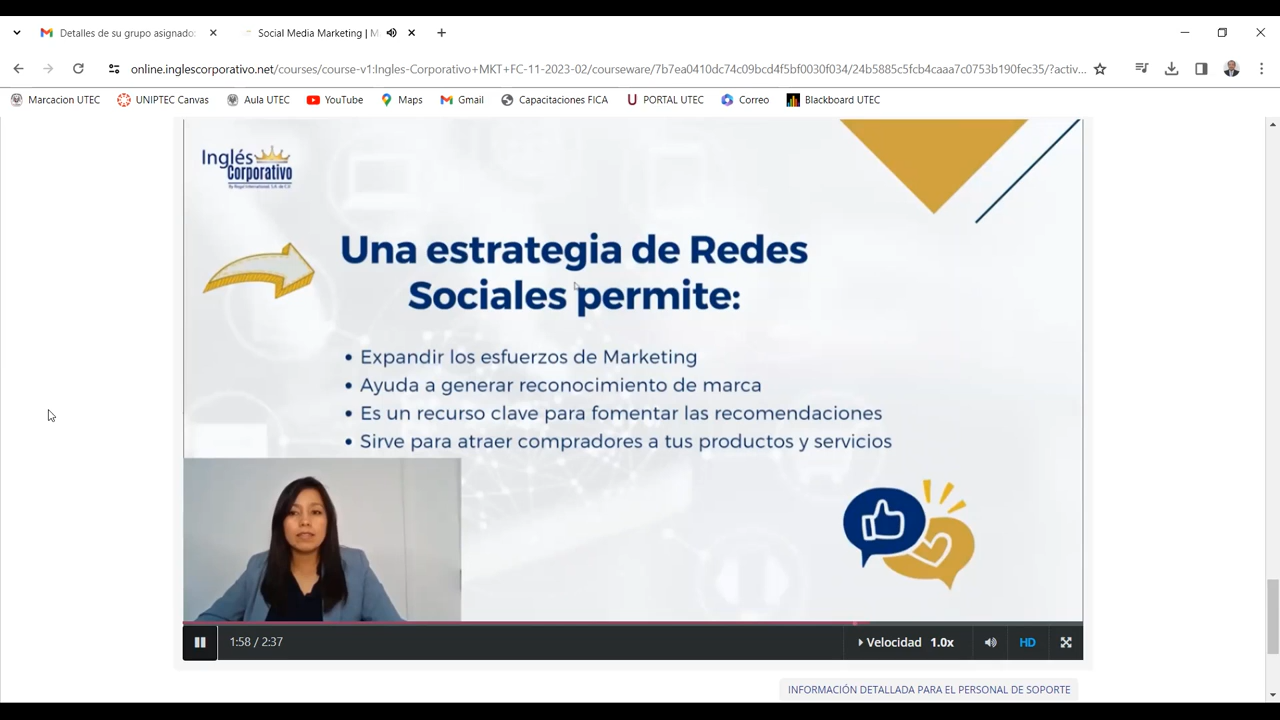 Detalles de su grupo asignado:
Social Media Marketing | M
online.inglescorporativo.net/courses/course-v1:Ingles-Corporativo+MKT+FC-11-2023-02/courseware/7b7ea0410dc74c09bcd4f5bf0030f034/24b5885c5fcb4caaa7c0753b190fec35/?activ...
Marcacion UTEC
UNIPTEC Canvas
Aula UTEC
YouTube
Maps
Gmail
Capacitaciones FICA
PORTAL UTEC
Correo
Blackboard UTEC
Inglés
Corporativo
Una estrategia de Redes
Sociales permite:
• Expandir los esfuerzos de Marketing
• Ayuda a generar reconocimiento de marca
• Es un recurso clave para fomentar las recomendaciones
• Sirve para atraer compradores a tus productos y servicios
1:58 / 2:37
Velocidad 1.0x
HD
INFORMACIÓN DETALLADA PARA EL PERSONAL DE SOPORTE